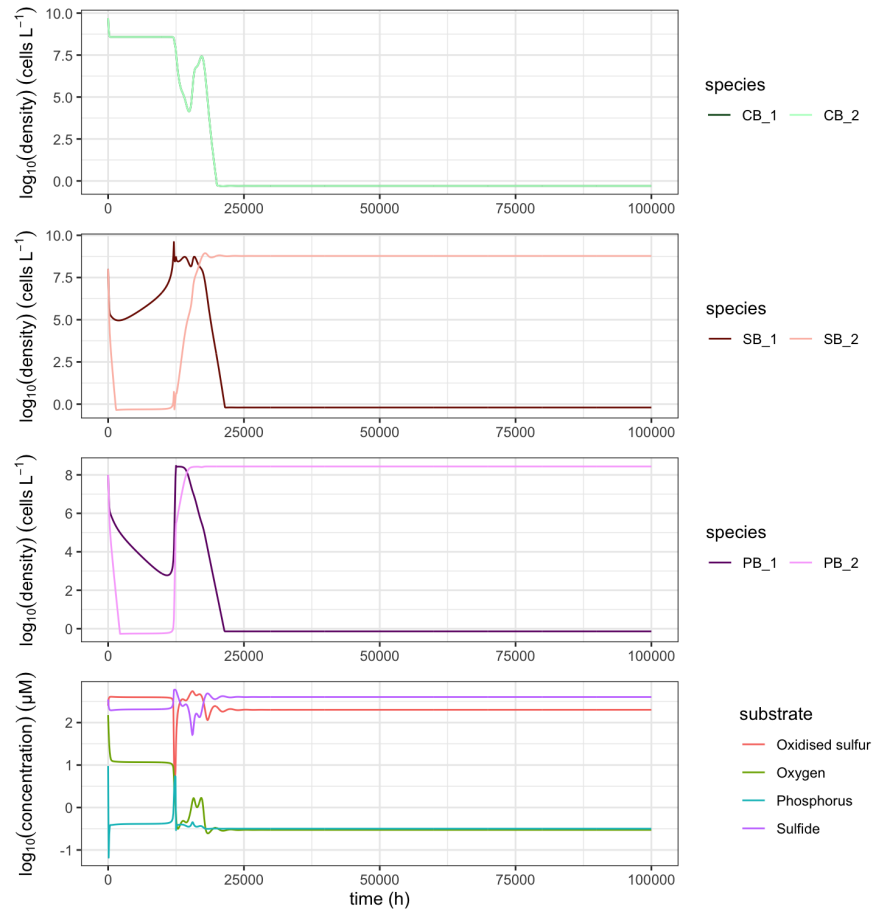 10.0
7.5
5.0
2.5
0.0
log₁₀(density) (cells L⁻¹)
0 25000 50000 75000 100000
species
CB_1 CB_2
10.0
7.5
5.0
2.5
0.0
log₁₀(density) (cells L⁻¹)
0 25000 50000 75000 100000
species
SB_1 SB_2
8
6
4
2
0
log₁₀(density) (cells L⁻¹)
0 25000 50000 75000 100000
species
PB_1 PB_2
2
1
0
-1
log₁₀(concentration) (µM)
0 25000 50000 75000 100000
time (h)
substrate
Oxidised sulfur
Oxygen
Phosphorus
Sulfide